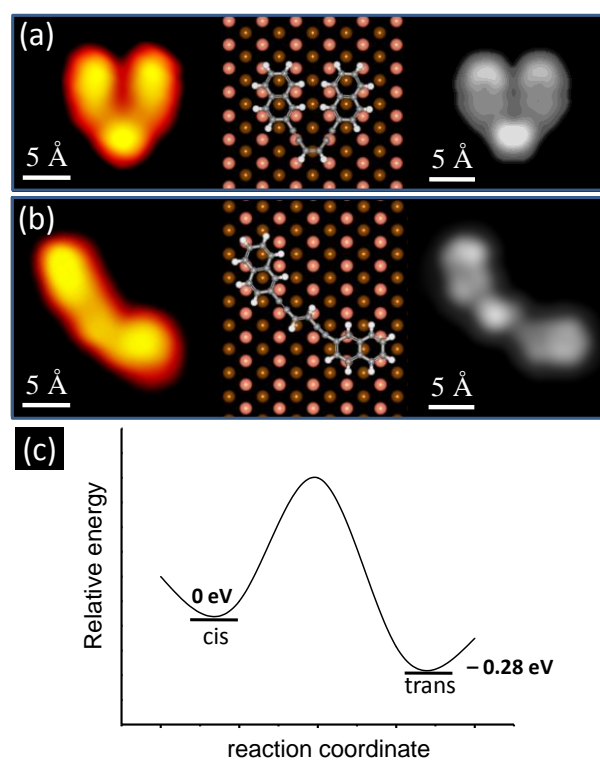 (a)
5 Å
5 Å
(b)
5 Å
5 Å
(c)
Relative energy
0 eV
cis
– 0.28 eV
trans
reaction coordinate